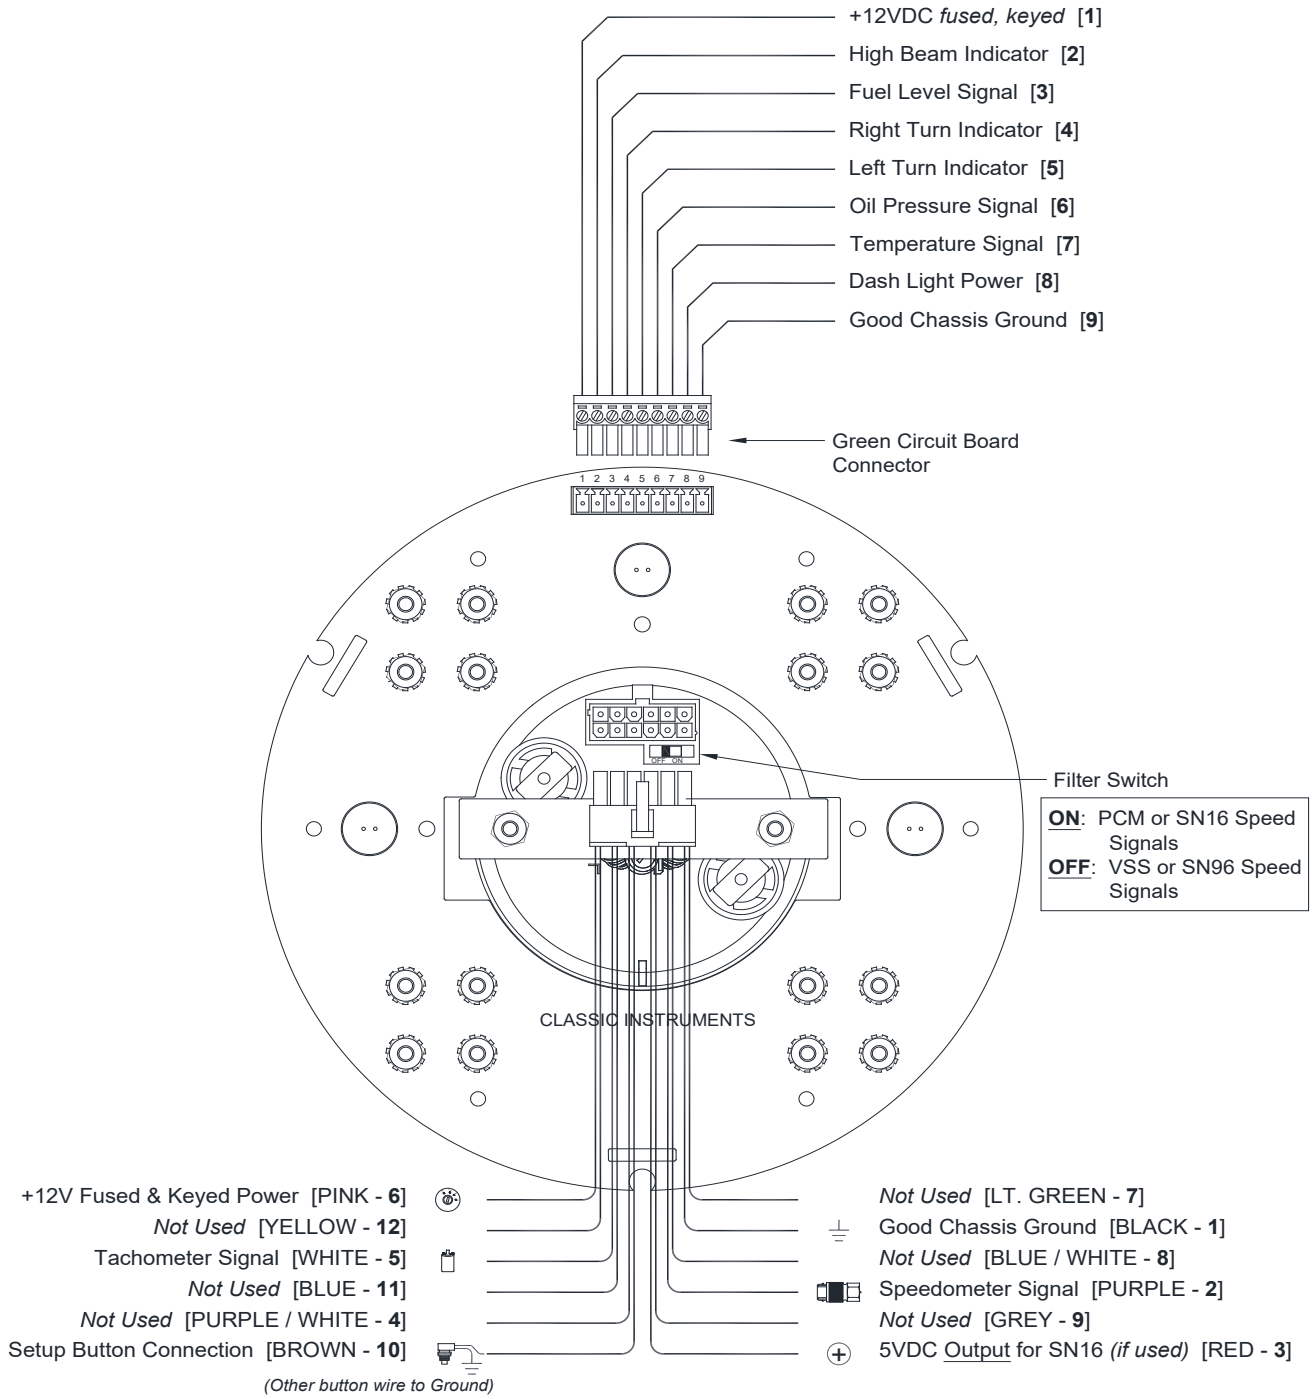 +12VDC fused, keyed [1]
High Beam Indicator [2]
Fuel Level Signal [3]
Right Turn Indicator [4]
Left Turn Indicator [5]
Oil Pressure Signal [6]
Temperature Signal [7]
Dash Light Power [8]
Good Chassis Ground [9]
Green Circuit Board
Connector
1 2 3 4 5 6 7 8 9
OFF ON
Filter Switch
ON: PCM or SN16 Speed
Signals
OFF: VSS or SN96 Speed
Signals
CLASSIC INSTRUMENTS
+12V Fused & Keyed Power [PINK - 6]
Not Used [YELLOW - 12]
Tachometer Signal [WHITE - 5]
Not Used [BLUE - 11]
Not Used [PURPLE / WHITE - 4]
Setup Button Connection [BROWN - 10]
(Other button wire to Ground)
Not Used [LT. GREEN - 7]
Good Chassis Ground [BLACK - 1]
Not Used [BLUE / WHITE - 8]
Speedometer Signal [PURPLE - 2]
Not Used [GREY - 9]
5VDC Output for SN16 (if used) [RED - 3]